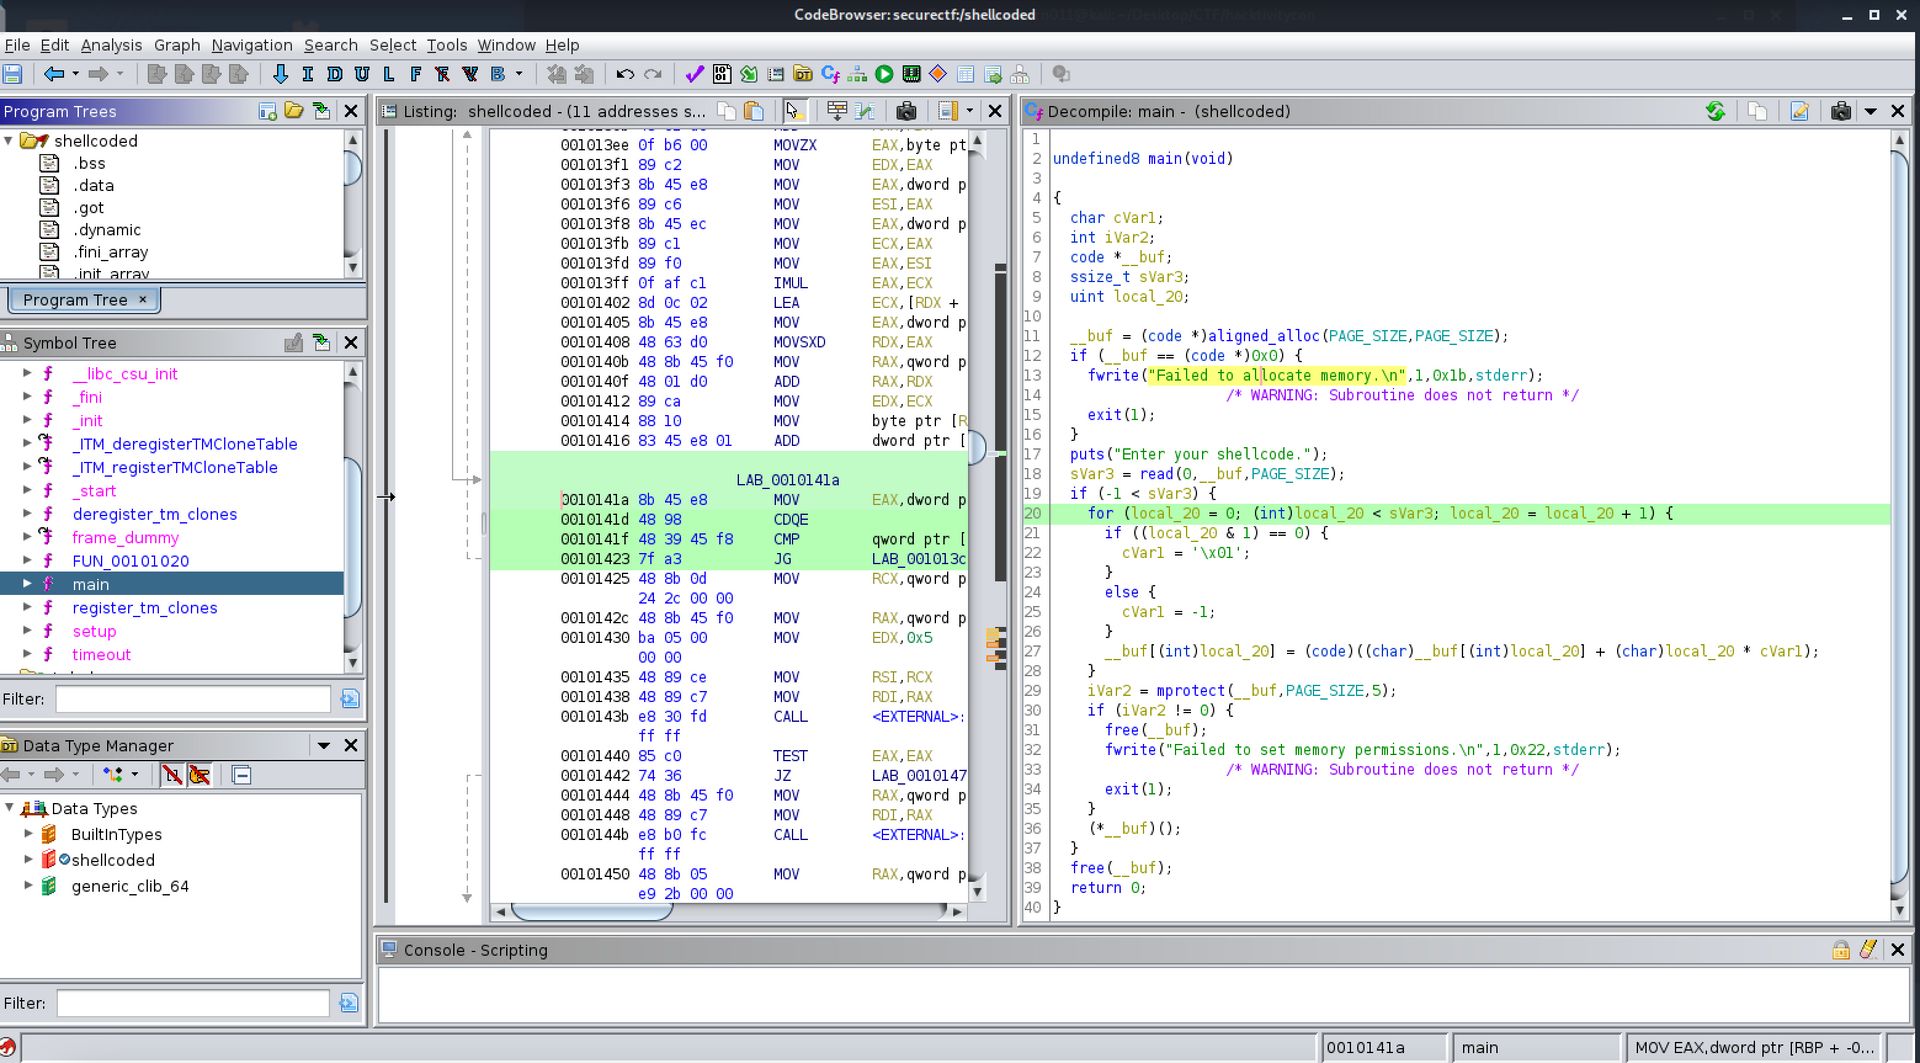 CodeBrowser: securectf:/shellcoded
File Edit Analysis Graph Navigation Search Select Tools Window Help
I D U L F B
Program Trees
shellcoded
.bss
.data
.got
.dynamic
.fini_array
.init_array
Program Tree ×
Symbol Tree
__libc_csu_init
_fini
_init
_ITM_deregisterTMCloneTable
_ITM_registerTMCloneTable
_start
deregister_tm_clones
frame_dummy
FUN_00101020
main
register_tm_clones
setup
timeout
Filter:
Data Type Manager
Data Types
BuiltInTypes
shellcoded
generic_clib_64
Filter:
Listing: shellcoded - (11 addresses s...
001013ee 0f b6 00 MOVZX EAX,byte pt
001013f1 89 c2 MOV EDX,EAX
001013f3 8b 45 e8 MOV EAX,dword p
001013f6 89 c6 MOV ESI,EAX
001013f8 8b 45 ec MOV EAX,dword p
001013fb 89 c1 MOV ECX,EAX
001013fd 89 f0 MOV EAX,ESI
001013ff 0f af c1 IMUL EAX,ECX
00101402 8d 0c 02 LEA ECX,[RDX +
00101405 8b 45 e8 MOV EAX,dword p
00101408 48 63 d0 MOVSXD RDX,EAX
0010140b 48 8b 45 f0 MOV RAX,qword p
0010140f 48 01 d0 ADD RAX,RDX
00101412 89 ca MOV EDX,ECX
00101414 88 10 MOV byte ptr [R
00101416 83 45 e8 01 ADD dword ptr [
LAB_0010141a
0010141a 8b 45 e8 MOV EAX,dword p
0010141d 48 98 CDQE
0010141f 48 39 45 f8 CMP qword ptr [
00101423 7f a3 JG LAB_001013c
00101425 48 8b 0d MOV RCX,qword p
24 2c 00 00
0010142c 48 8b 45 f0 MOV RAX,qword p
00101430 ba 05 00 MOV EDX,0x5
00 00
00101435 48 89 ce MOV RSI,RCX
00101438 48 89 c7 MOV RDI,RAX
0010143b e8 30 fd CALL <EXTERNAL>:
ff ff
00101440 85 c0 TEST EAX,EAX
00101442 74 36 JZ LAB_0010147
00101444 48 8b 45 f0 MOV RAX,qword p
00101448 48 89 c7 MOV RDI,RAX
0010144b e8 b0 fc CALL <EXTERNAL>:
ff ff
00101450 48 8b 05 MOV RAX,qword p
e9 2b 00 00
Decompile: main - (shellcoded)
1
2 undefined8 main(void)
3
4 {
5 char cVar1;
6 int iVar2;
7 code *__buf;
8 ssize_t sVar3;
9 uint local_20;
10
11 __buf = (code *)aligned_alloc(PAGE_SIZE,PAGE_SIZE);
12 if (__buf == (code *)0x0) {
13 fwrite("Failed to allocate memory.\n",1,0x1b,stderr);
14 /* WARNING: Subroutine does not return */
15 exit(1);
16 }
17 puts("Enter your shellcode.");
18 sVar3 = read(0,__buf,PAGE_SIZE);
19 if (-1 < sVar3) {
20 for (local_20 = 0; (int)local_20 < sVar3; local_20 = local_20 + 1) {
21 if ((local_20 & 1) == 0) {
22 cVar1 = '\x01';
23 }
24 else {
25 cVar1 = -1;
26 }
27 __buf[(int)local_20] = (code)((char)__buf[(int)local_20] + (char)local_20 * cVar1);
28 }
29 iVar2 = mprotect(__buf,PAGE_SIZE,5);
30 if (iVar2 != 0) {
31 free(__buf);
32 fwrite("Failed to set memory permissions.\n",1,0x22,stderr);
33 /* WARNING: Subroutine does not return */
34 exit(1);
35 }
36 (*__buf)();
37 }
38 free(__buf);
39 return 0;
40 }
Console - Scripting
0010141a main MOV EAX,dword ptr [RBP + -0...